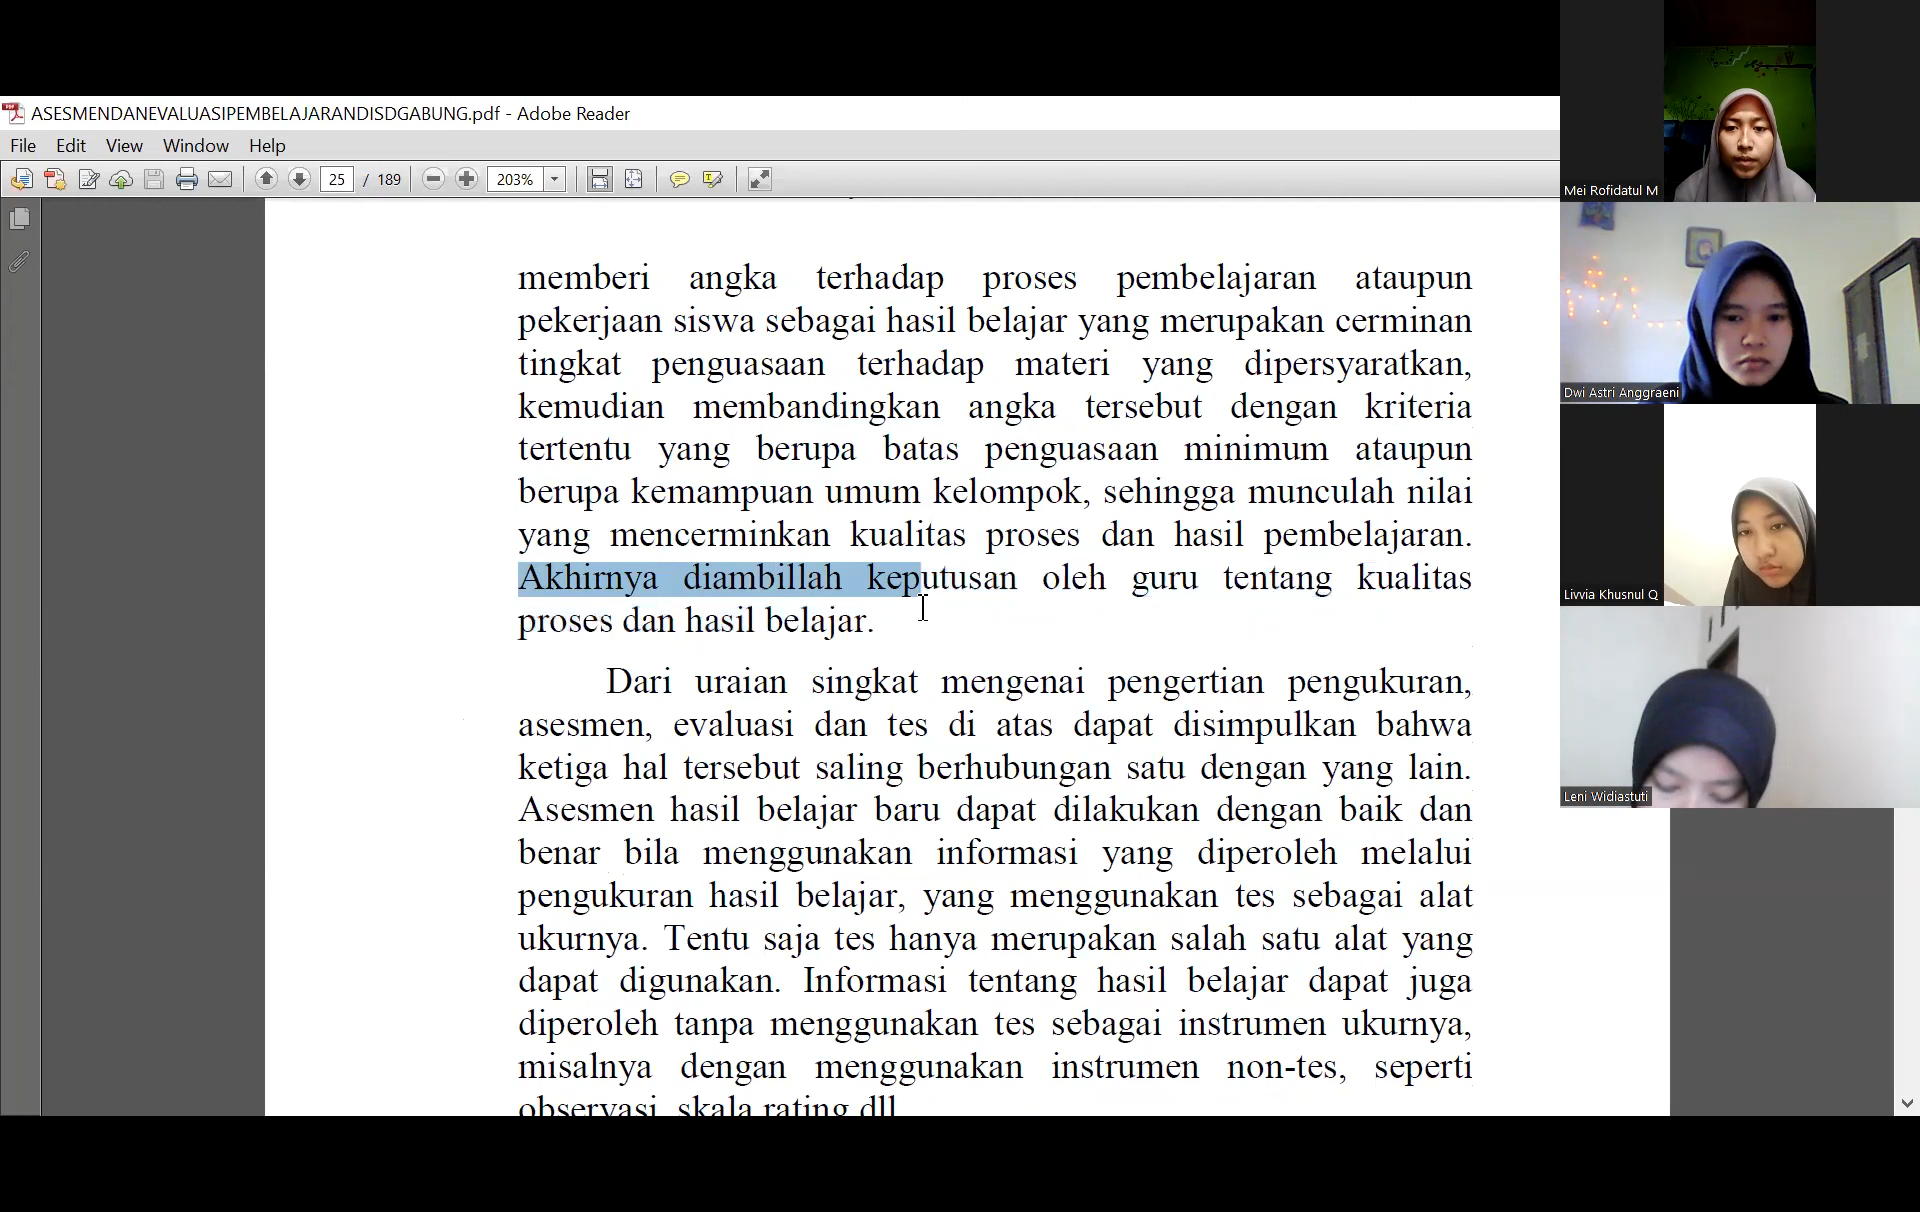 ASESMENDANEVALUASIPEMBELAJARANDISDGABUNG.pdf - Adobe Reader
File Edit View Window Help
25 / 189 203%
memberi angka terhadap proses pembelajaran ataupun
pekerjaan siswa sebagai hasil belajar yang merupakan cerminan
tingkat penguasaan terhadap materi yang dipersyaratkan,
kemudian membandingkan angka tersebut dengan kriteria
tertentu yang berupa batas penguasaan minimum ataupun
berupa kemampuan umum kelompok, sehingga munculah nilai
yang mencerminkan kualitas proses dan hasil pembelajaran.
Akhirnya diambillah keputusan oleh guru tentang kualitas
proses dan hasil belajar.
Dari uraian singkat mengenai pengertian pengukuran,
asesmen, evaluasi dan tes di atas dapat disimpulkan bahwa
ketiga hal tersebut saling berhubungan satu dengan yang lain.
Asesmen hasil belajar baru dapat dilakukan dengan baik dan
benar bila menggunakan informasi yang diperoleh melalui
pengukuran hasil belajar, yang menggunakan tes sebagai alat
ukurnya. Tentu saja tes hanya merupakan salah satu alat yang
dapat digunakan. Informasi tentang hasil belajar dapat juga
diperoleh tanpa menggunakan tes sebagai instrumen ukurnya,
misalnya dengan menggunakan instrumen non-tes, seperti
observasi, skala rating dll
Mei Rofidatul M
Dwi Astri Anggraeni
Livvia Khusnul Q
Leni Widiastuti